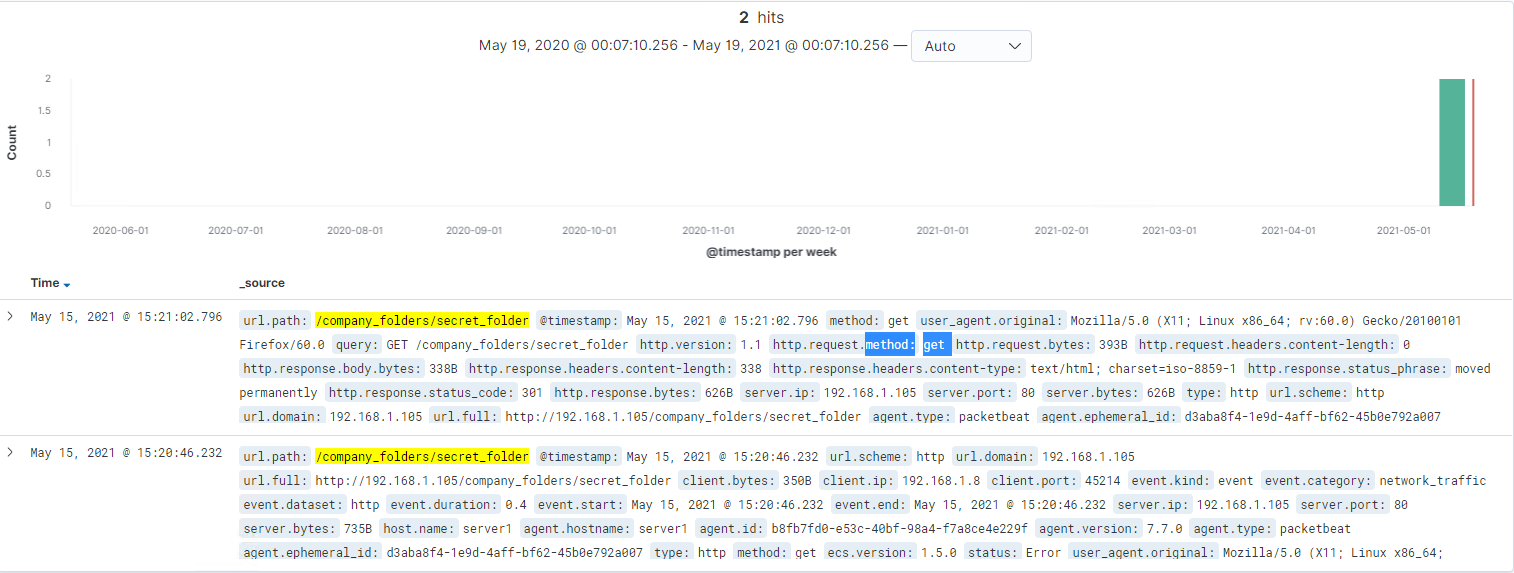 2 hits
May 19, 2020 @ 00:07:10.256 - May 19, 2021 @ 00:07:10.256 — Auto
2
1.5
1
0.5
0
Count
2020-06-01 2020-07-01 2020-08-01 2020-09-01 2020-10-01 2020-11-01 2020-12-01 2021-01-01 2021-02-01 2021-03-01 2021-04-01 2021-05-01
@timestamp per week
Time _source
May 15, 2021 @ 15:21:02.796 url.path: /company_folders/secret_folder @timestamp: May 15, 2021 @ 15:21:02.796 method: get user_agent.original: Mozilla/5.0 (X11; Linux x86_64; rv:60.0) Gecko/20100101
Firefox/60.0 query: GET /company_folders/secret_folder http.version: 1.1 http.request.method: get http.request.bytes: 393B http.request.headers.content-length: 0
http.response.body.bytes: 338B http.response.headers.content-length: 338 http.response.headers.content-type: text/html; charset=iso-8859-1 http.response.status_phrase: moved
permanently http.response.status_code: 301 http.response.bytes: 626B server.ip: 192.168.1.105 server.port: 80 server.bytes: 626B type: http url.scheme: http
url.domain: 192.168.1.105 url.full: http://192.168.1.105/company_folders/secret_folder agent.type: packetbeat agent.ephemeral_id: d3aba8f4-1e9d-4aff-bf62-45b0e792a007
May 15, 2021 @ 15:20:46.232 url.path: /company_folders/secret_folder @timestamp: May 15, 2021 @ 15:20:46.232 url.scheme: http url.domain: 192.168.1.105
url.full: http://192.168.1.105/company_folders/secret_folder client.bytes: 350B client.ip: 192.168.1.8 client.port: 45214 event.kind: event event.category: network_traffic
event.dataset: http event.duration: 0.4 event.start: May 15, 2021 @ 15:20:46.232 event.end: May 15, 2021 @ 15:20:46.232 server.ip: 192.168.1.105 server.port: 80
server.bytes: 735B host.name: server1 agent.hostname: server1 agent.id: b8fb7fd0-e53c-40bf-98a4-f7a8ce4e229f agent.version: 7.7.0 agent.type: packetbeat
agent.ephemeral_id: d3aba8f4-1e9d-4aff-bf62-45b0e792a007 type: http method: get ecs.version: 1.5.0 status: Error user_agent.original: Mozilla/5.0 (X11; Linux x86_64;